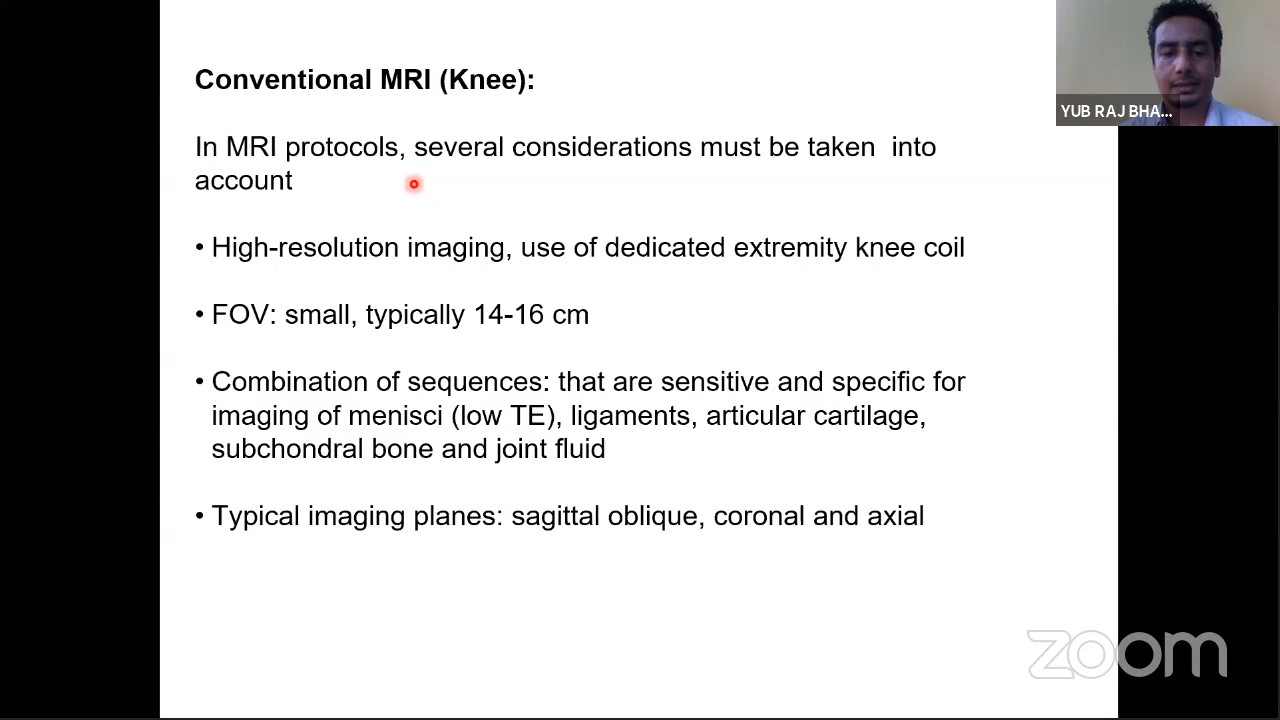 Conventional MRI (Knee):
YUB RAJ BHA...
In MRI protocols, several considerations must be taken into
account
• High-resolution imaging, use of dedicated extremity knee coil
• FOV: small, typically 14-16 cm
• Combination of sequences: that are sensitive and specific for
imaging of menisci (low TE), ligaments, articular cartilage,
subchondral bone and joint fluid
• Typical imaging planes: sagittal oblique, coronal and axial
zoom